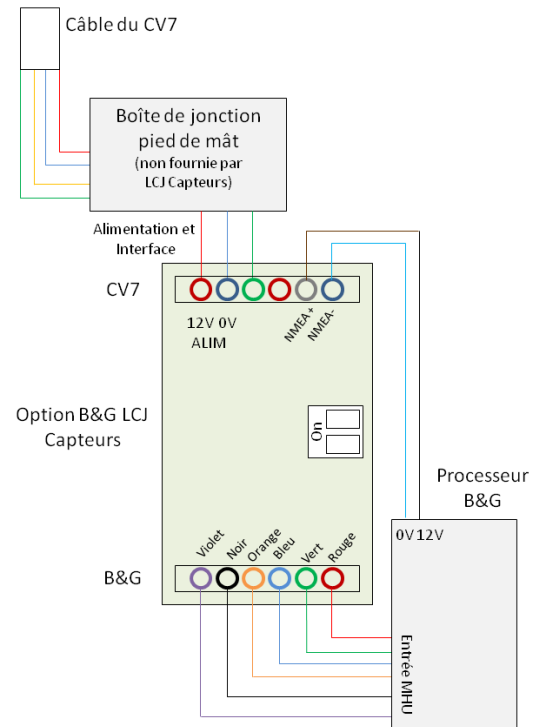 Câble du CV7
Boîte de jonction
pied de mât
(non fournie par
LCJ Capteurs)
Alimentation et
Interface
CV7
12V 0V
ALIM
NMEA+
NMEA-
On
Option B&G LCJ
Capteurs
Processeur
B&G
0V 12V
Violet
Noir
Orange
Bleu
Vert
Rouge
B&G
Entrée MHU